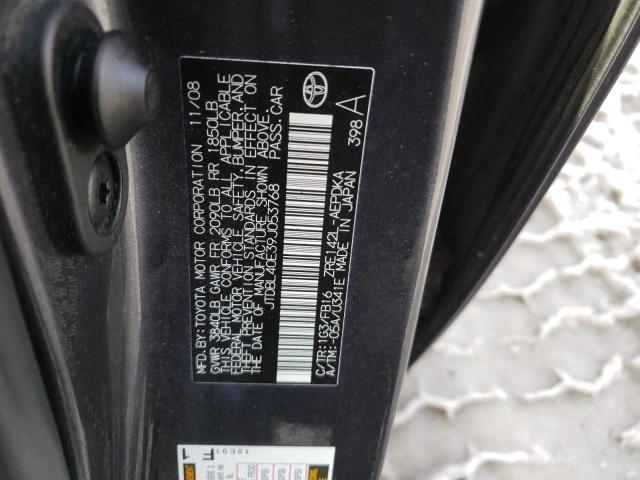 MFD.BY:TOYOTA MOTOR CORPORATION 11/08
GVWR 3840LB GAWR FR 2090LB RR 1850LB
THIS VEHICLE CONFORMS TO ALL APPLICABLE
FEDERAL MOTOR VEHICLE SAFETY, BUMPER, AND
THEFT PREVENTION STANDARDS IN EFFECT ON
THE DATE OF MANUFACTURE SHOWN ABOVE.
JTDBL40E39J053768 PASS.CAR
C/TR:1G3/FB16 ZRE142L-AEPDKA
A/TM:-05A/U341E MADE IN JAPAN
398 A